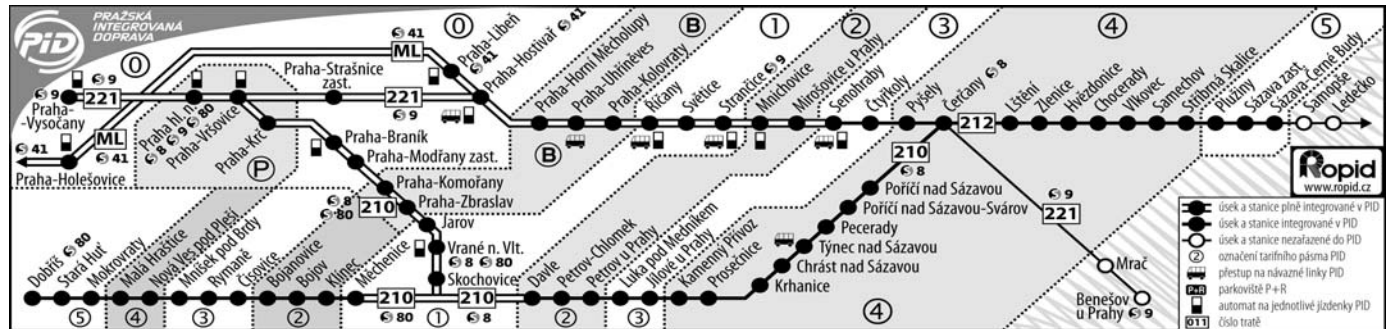 PiD
PRAŽSKÁ
INTEGROVANÁ
DOPRAVA
0
0
B
1
2
3
4
5
S 41
ML
Praha-Libeň
S 41
Praha-Hostivař S 41
Praha-Horní Měcholupy
Praha-Uhříněves
Praha-Kolovraty
Říčany
Světice
Strančice S 9
Mnichovice
Mirošovice u Prahy
Senohraby
Čtyřkoly
Pyšely
Čerčany S 8
212
Lštění
Zlenice
Hvězdonice
Chocerady
Vlkovec
Samechov
Stříbrná Skalice
Plužiny
Sázava zast.
Sázava-Černé Budy
Samopše
Ledečko
S 9
S 9
Praha-
-Vysočany
221
Praha hl. n.
S 8 S 9 S 80
Praha-Vršovice
Praha-Krč
Praha-Strašnice
zast.
221
S 9
ML
S 41
S 41
Praha-Holešovice
P
B
Praha-Braník
Praha-Modřany zast.
Praha-Komořany
Praha-Zbraslav
Jarov
S 8
S 80
210
Vrané n. Vlt.
S 8 S 80
Skochovice
Dobříš S 80
Stará Huť
Mokrovraty
Malá Hraštice
Nová Ves pod Pleší
Mníšek pod Brdy
Rymaně
Čisovice
Bojanovice
Bojov
Klínec
Měchenice
210
S 80
210
S 8
Davle
Petrov-Chlomek
Petrov u Prahy
Luka pod Medníkem
Jílové u Prahy
Kamenný Přívoz
Prosečnice
Krhanice
Chrást nad Sázavou
Týnec nad Sázavou
Pecerady
Poříčí nad Sázavou-Svárov
Poříčí nad Sázavou
210
S 8
S 9
221
Mrač
Benešov
u Prahy S 9
5
4
3
2
1
2
3
4
Ropid
www.ropid.cz
úsek a stanice plně integrované v PID
úsek a stanice integrované v PID
úsek a stanice nezařazené do PID
2 označení tarifního pásma PID
přestup na návazné linky PID
P+R parkoviště P+R
automat na jednotlivé jízdenky PID
011 číslo tratě